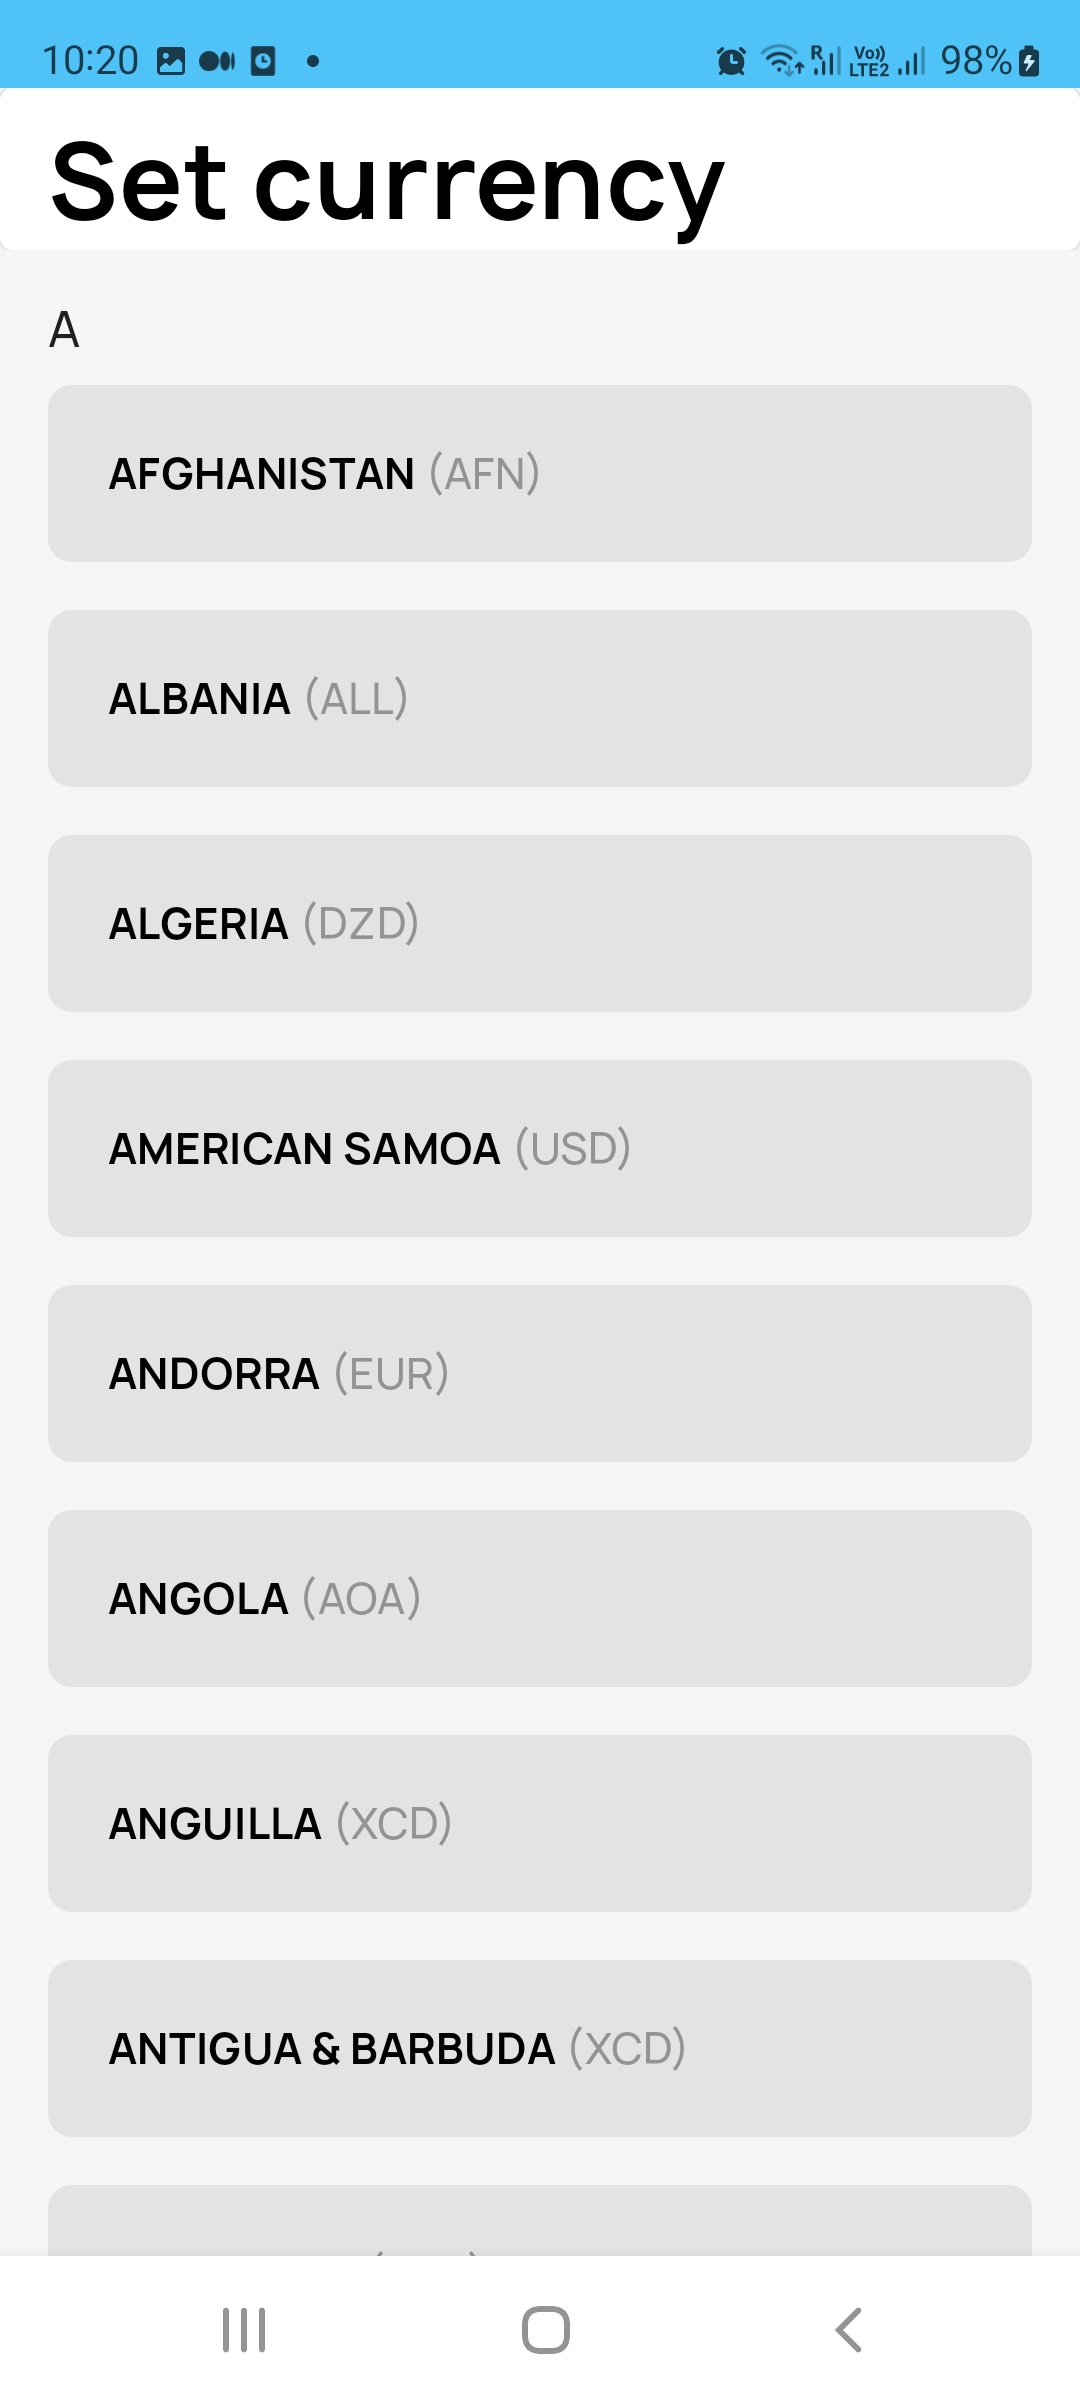 10:20
R Vo)) LTE2 98%
Set currency
A
AFGHANISTAN (AFN)
ALBANIA (ALL)
ALGERIA (DZD)
AMERICAN SAMOA (USD)
ANDORRA (EUR)
ANGOLA (AOA)
ANGUILLA (XCD)
ANTIGUA & BARBUDA (XCD)